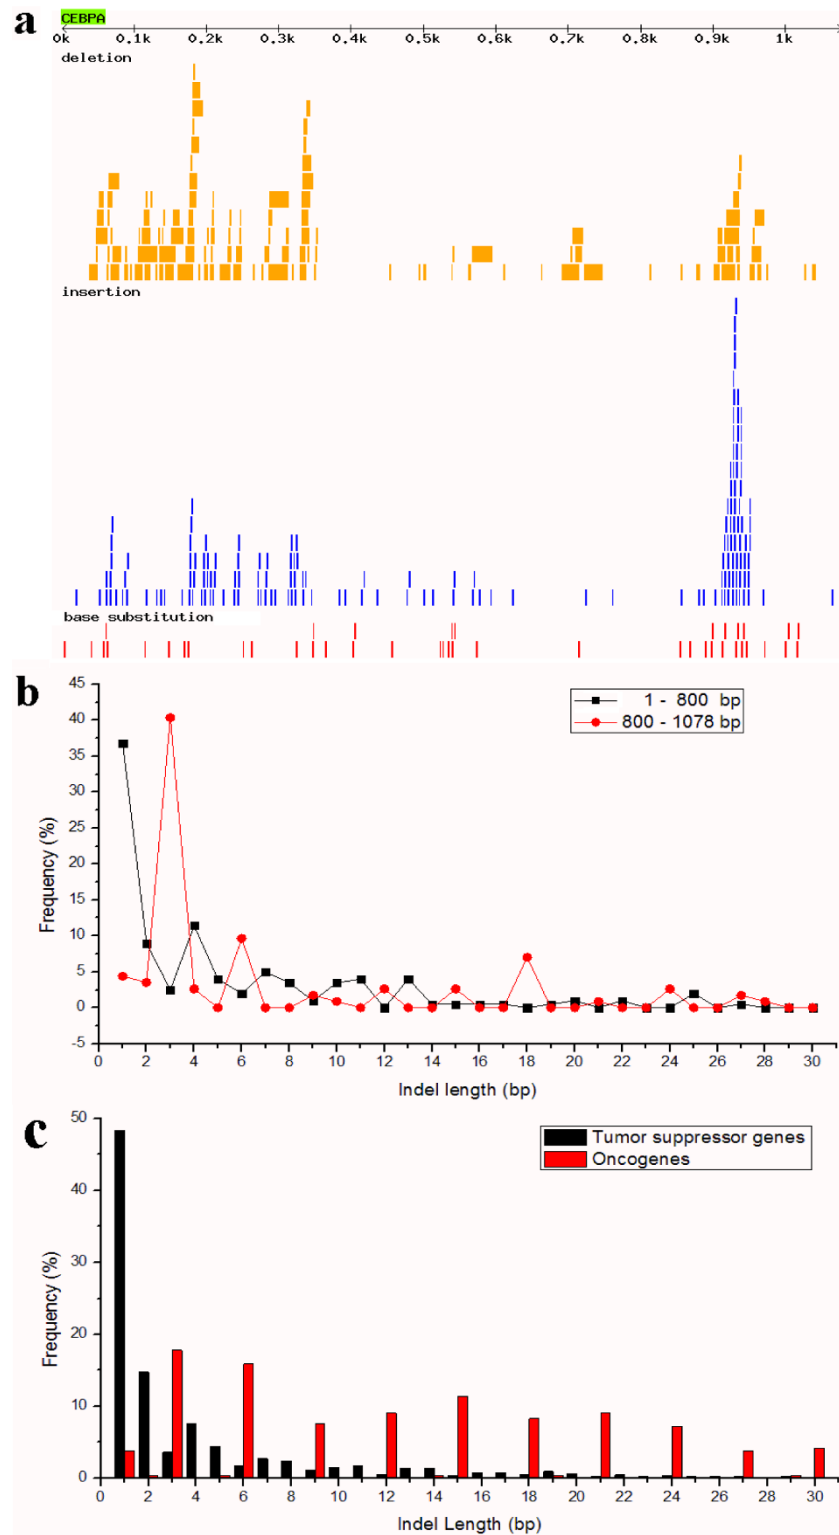 a
CEBPA
0k 0.1k 0.2k 0.3k 0.4k 0.5k 0.6k 0.7k 0.8k 0.9k 1k
deletion
insertion
base substitution
b
45
40
35
30
25
20
15
10
5
0
-5
Frequency (%)
1 - 800 bp
800 - 1078 bp
0 2 4 6 8 10 12 14 16 18 20 22 24 26 28 30
Indel length (bp)
c
50
40
30
20
10
0
Frequency (%)
Tumor suppressor genes
Oncogenes
0 2 4 6 8 10 12 14 16 18 20 22 24 26 28 30
Indel Length (bp)